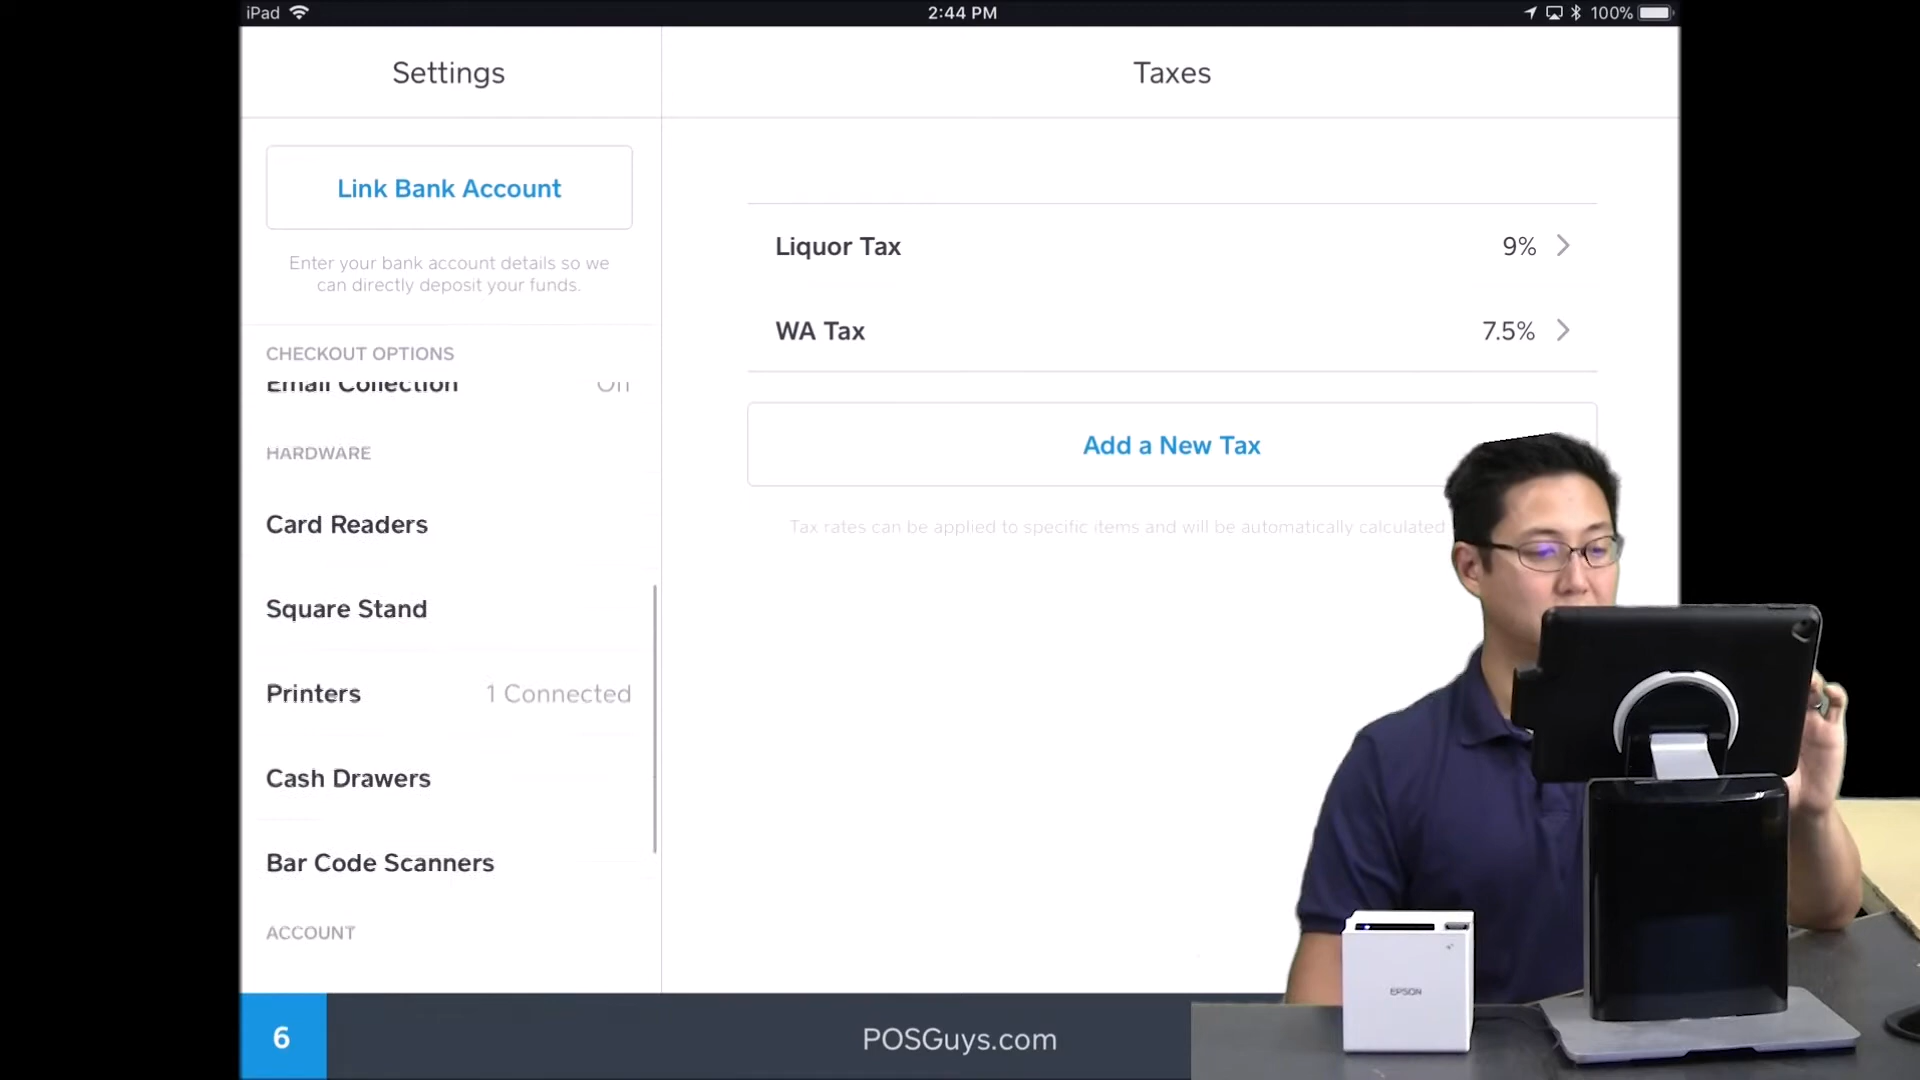 iPad
2:44 PM
100%
Settings
Taxes
Link Bank Account
Enter your bank account details so we
can directly deposit your funds.
CHECKOUT OPTIONS
Email Collection
HARDWARE
Card Readers
Square Stand
Printers 1 Connected
Cash Drawers
Bar Code Scanners
ACCOUNT
Liquor Tax 9%
WA Tax 7.5%
Add a New Tax
Tax rates can be applied to specific items and will be automatically calculated
EPSON
6
POSGuys.com